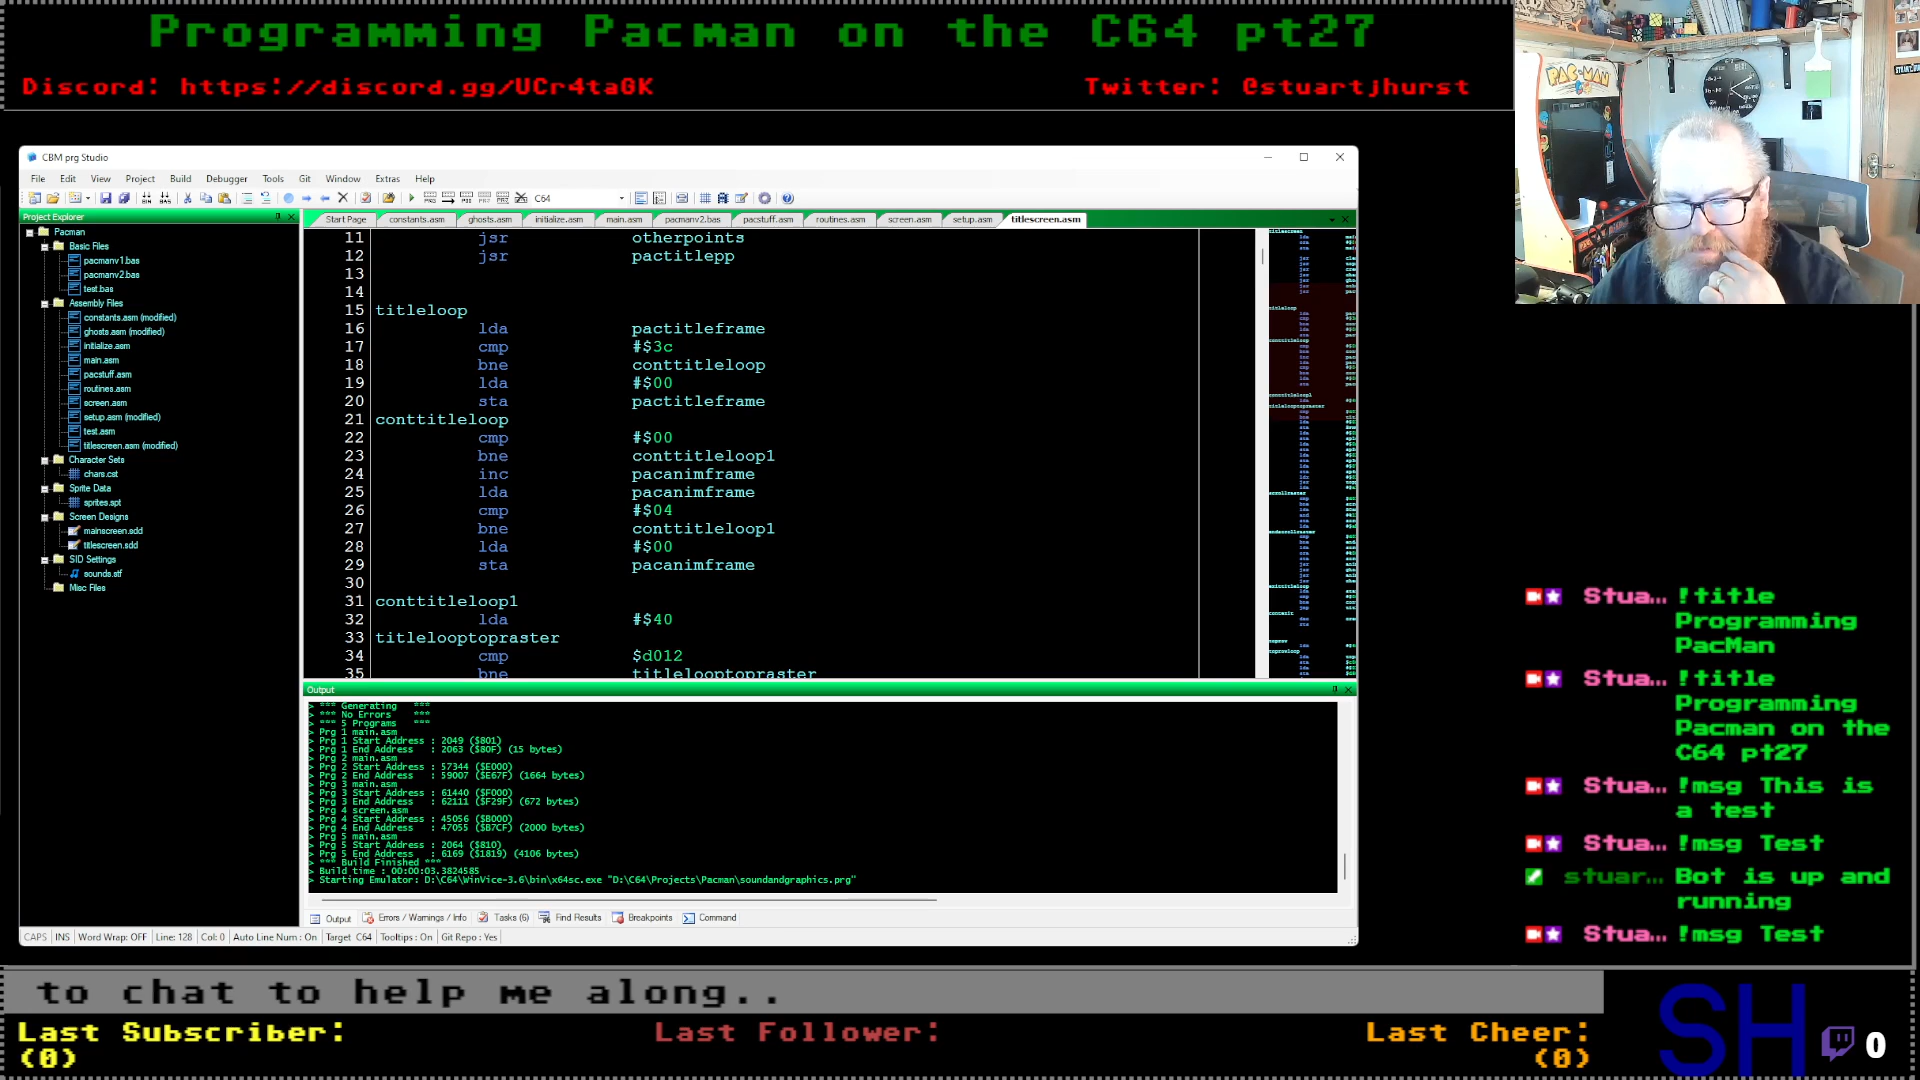 Programming Pacman on the C64 pt27
Discord: https://discord.gg/UCr4taGK
Twitter: @stuartjhurst
PAC-MAN
CBM prg Studio
File Edit View Project Build Debugger Tools Git Window Extras Help
C64
Project Explorer
Start Page constants.asm ghosts.asm initialize.asm main.asm pacmanv2.bas pacstuff.asm routines.asm screen.asm setup.asm titlescreen.asm
Pacman
Basic Files
pacmanv1.bas
pacmanv2.bas
test.bas
Assembly Files
constants.asm (modified)
ghosts.asm (modified)
initialize.asm
main.asm
pacstuff.asm
routines.asm
screen.asm
setup.asm (modified)
test.asm
titlescreen.asm (modified)
Character Sets
chars.cst
Sprite Data
sprites.spt
Screen Designs
mainscreen.sdd
titlescreen.sdd
SID Settings
sounds.stf
Misc Files
11 jsr otherpoints
12 jsr pactitlepp
13
14
15 titleloop
16 lda pactitleframe
17 cmp #$3c
18 bne conttitleloop
19 lda #$00
20 sta pactitleframe
21 conttitleloop
22 cmp #$00
23 bne conttitleloop1
24 inc pacanimframe
25 lda pacanimframe
26 cmp #$04
27 bne conttitleloop1
28 lda #$00
29 sta pacanimframe
30
31 conttitleloop1
32 lda #$40
33 titlelooptopraster
34 cmp $d012
35 bne titlelooptopraster
Output
> *** Generating ***
> *** No Errors ***
> *** 5 Programs ***
> Prg 1 main.asm
> Prg 1 Start Address : 2049 ($801)
> Prg 1 End Address : 2063 ($80F) (15 bytes)
> Prg 2 main.asm
> Prg 2 Start Address : 57344 ($E000)
> Prg 2 End Address : 59007 ($E67F) (1664 bytes)
> Prg 3 main.asm
> Prg 3 Start Address : 61440 ($F000)
> Prg 3 End Address : 62111 ($F29F) (672 bytes)
> Prg 4 screen.asm
> Prg 4 Start Address : 45056 ($B000)
> Prg 4 End Address : 47055 ($B7CF) (2000 bytes)
> Prg 5 main.asm
> Prg 5 Start Address : 2064 ($810)
> Prg 5 End Address : 6169 ($1819) (4106 bytes)
> *** Build Finished ***
> Build time : 00:00:03.3824585
> Starting Emulator: D:\C64\WinVice-3.6\bin\x64sc.exe "D:\C64\Projects\Pacman\soundandgraphics.prg"
Output Errors / Warnings / Info Tasks (6) Find Results Breakpoints Command
CAPS INS Word Wrap: OFF Line: 128 Col: 0 Auto Line Num : On Target C64 Tooltips : On Git Repo : Yes
Stua... !title
Programming
PacMan
Stua... !title
Programming
Pacman on the
C64 pt27
Stua... !msg This is
a test
Stua... !msg Test
stuar... Bot is up and
running
Stua... !msg Test
to chat to help me along..
Last Subscriber:
(0)
Last Follower:
Last Cheer:
(0)
SH
0